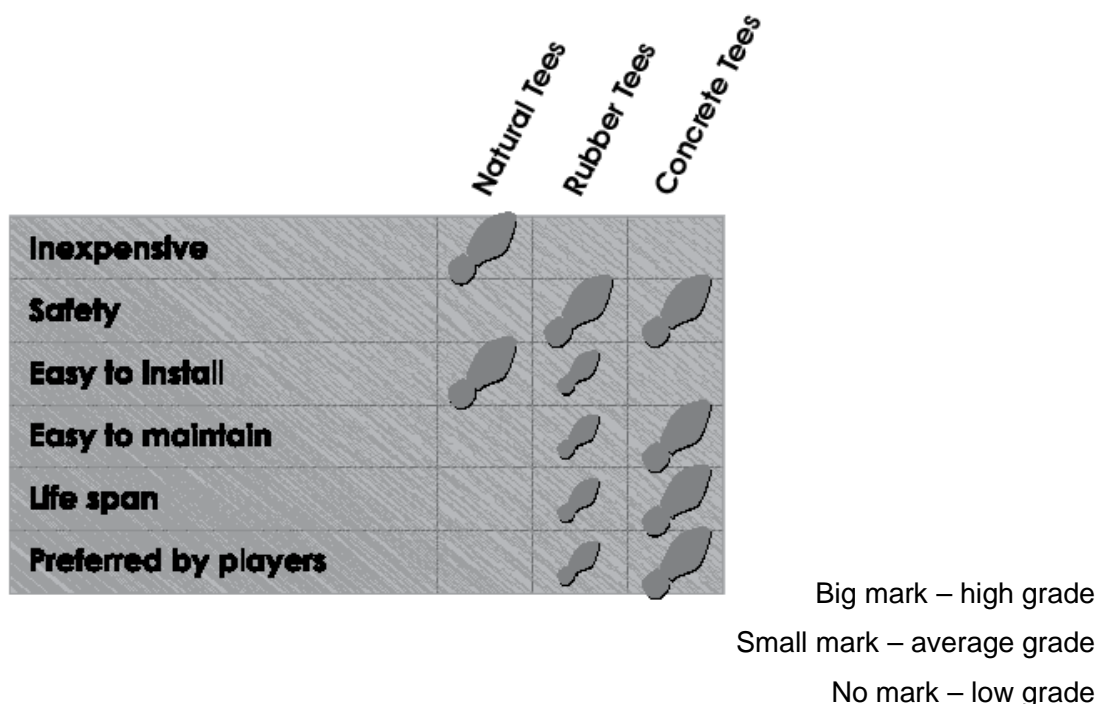 Natural Tees
Rubber Tees
Concrete Tees
Inexpensive
Safety
Easy to install
Easy to maintain
Life span
Preferred by players
Big mark – high grade
Small mark – average grade
No mark – low grade